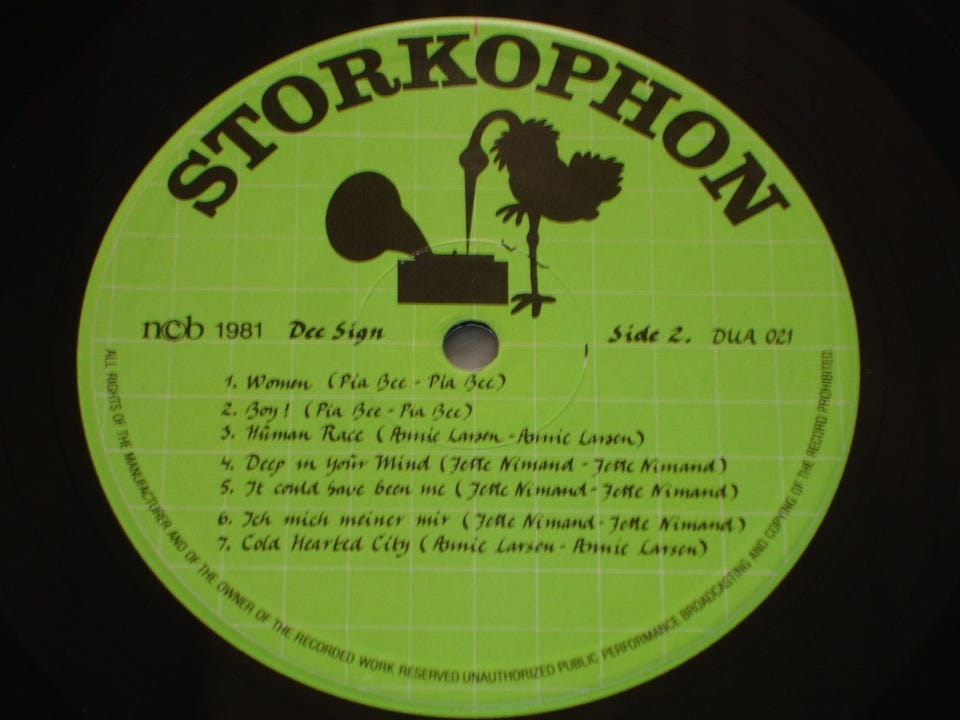 STORKOPHON
n©b 1981 Dee Sign Side 2. DUA 021
1. Women (Pia Bee - Pia Bee)
2. Boy! (Pia Bee - Pia Bee)
3. Human Race (Annie Larsen - Annie Larsen)
4. Deep in your Mind (Jette Nimand - Jette Nimand)
5. It could have been me (Jette Nimand - Jette Nimand)
6. Ich mich meiner mir (Jette Nimand - Jette Nimand)
7. Cold Hearted City (Annie Larsen - Annie Larsen)
ALL RIGHTS OF THE MANUFACTURER AND OF THE OWNER OF THE RECORDED WORK RESERVED UNAUTHORIZED PUBLIC PERFORMANCE BROADCASTING AND COPYING OF THE RECORD PROHIBITED.